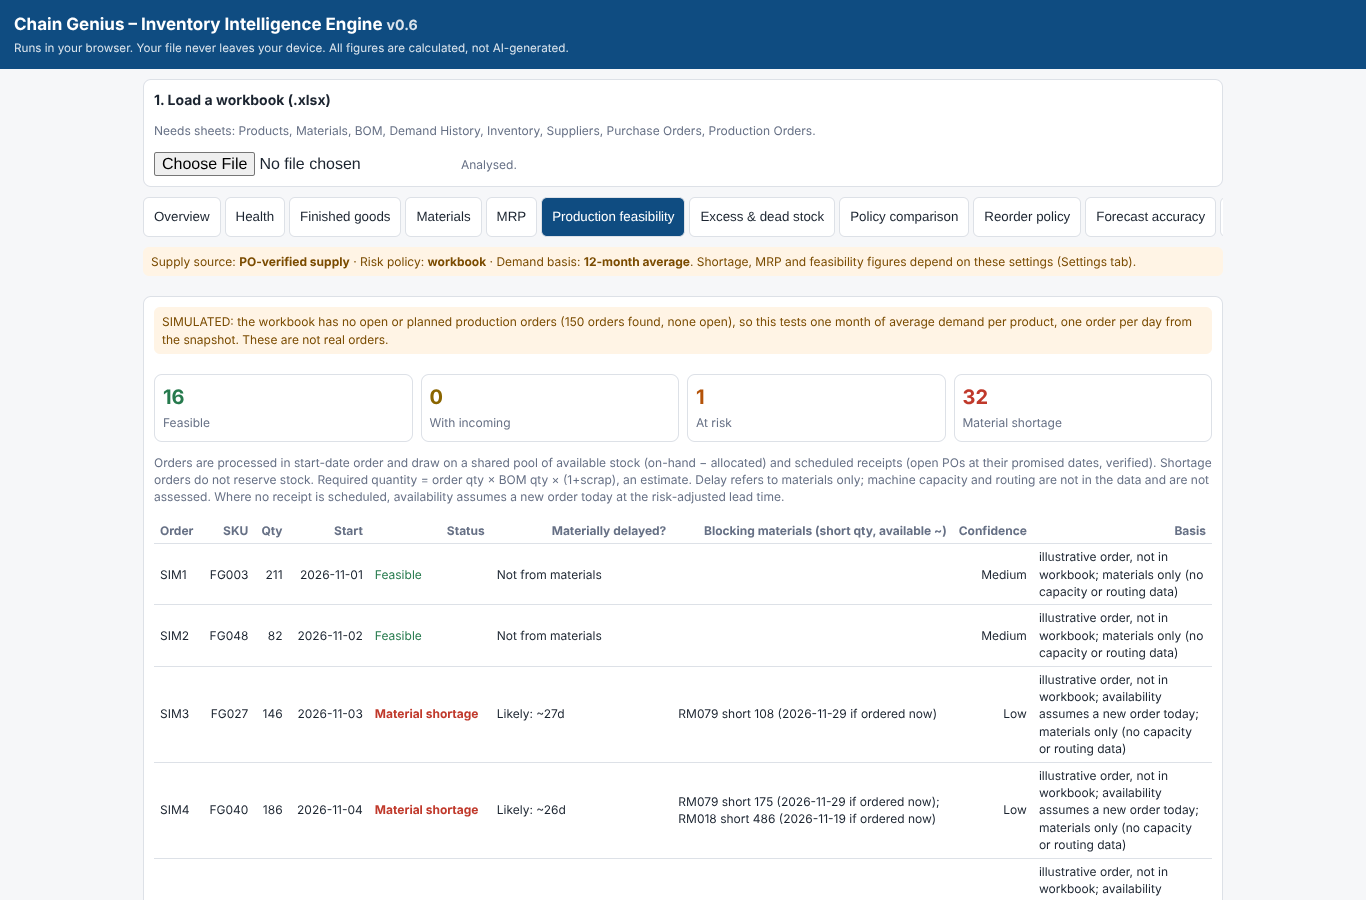 Chain Genius – Inventory Intelligence Engine v0.6
Runs in your browser. Your file never leaves your device. All figures are calculated, not AI-generated.
1. Load a workbook (.xlsx)
Needs sheets: Products, Materials, BOM, Demand History, Inventory, Suppliers, Purchase Orders, Production Orders.
Choose File No file chosen Analysed.
Overview Health Finished goods Materials MRP Production feasibility Excess & dead stock Policy comparison Reorder policy Forecast accuracy
Supply source: PO-verified supply · Risk policy: workbook · Demand basis: 12-month average. Shortage, MRP and feasibility figures depend on these settings (Settings tab).
SIMULATED: the workbook has no open or planned production orders (150 orders found, none open), so this tests one month of average demand per product, one order per day from
the snapshot. These are not real orders.
16 0 1 32
Feasible With incoming At risk Material shortage
Orders are processed in start-date order and draw on a shared pool of available stock (on-hand − allocated) and scheduled receipts (open POs at their promised dates, verified). Shortage
orders do not reserve stock. Required quantity = order qty × BOM qty × (1+scrap), an estimate. Delay refers to materials only; machine capacity and routing are not in the data and are not
assessed. Where no receipt is scheduled, availability assumes a new order today at the risk-adjusted lead time.
Order SKU Qty Start Status Materially delayed? Blocking materials (short qty, available ~) Confidence Basis
SIM1 FG003 211 2026-11-01 Feasible Not from materials Medium illustrative order, not in
workbook; materials only (no
capacity or routing data)
SIM2 FG048 82 2026-11-02 Feasible Not from materials Medium illustrative order, not in
workbook; materials only (no
capacity or routing data)
SIM3 FG027 146 2026-11-03 Material shortage Likely: ~27d RM079 short 108 (2026-11-29 if ordered now) Low illustrative order, not in
workbook; availability
assumes a new order today;
materials only (no capacity
or routing data)
SIM4 FG040 186 2026-11-04 Material shortage Likely: ~26d RM079 short 175 (2026-11-29 if ordered now);
RM018 short 486 (2026-11-19 if ordered now) Low illustrative order, not in
workbook; availability
assumes a new order today;
materials only (no capacity
or routing data)
illustrative order, not in
workbook; availability